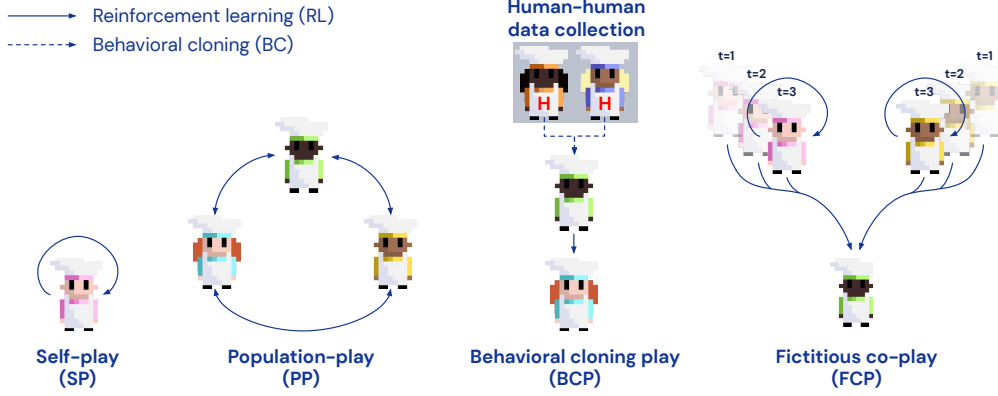 Reinforcement learning (RL)
Behavioral cloning (BC)
Human-human
data collection
H H
t=1
t=2
t=3
t=1
t=2
t=3
Self-play
(SP)
Population-play
(PP)
Behavioral cloning play
(BCP)
Fictitious co-play
(FCP)